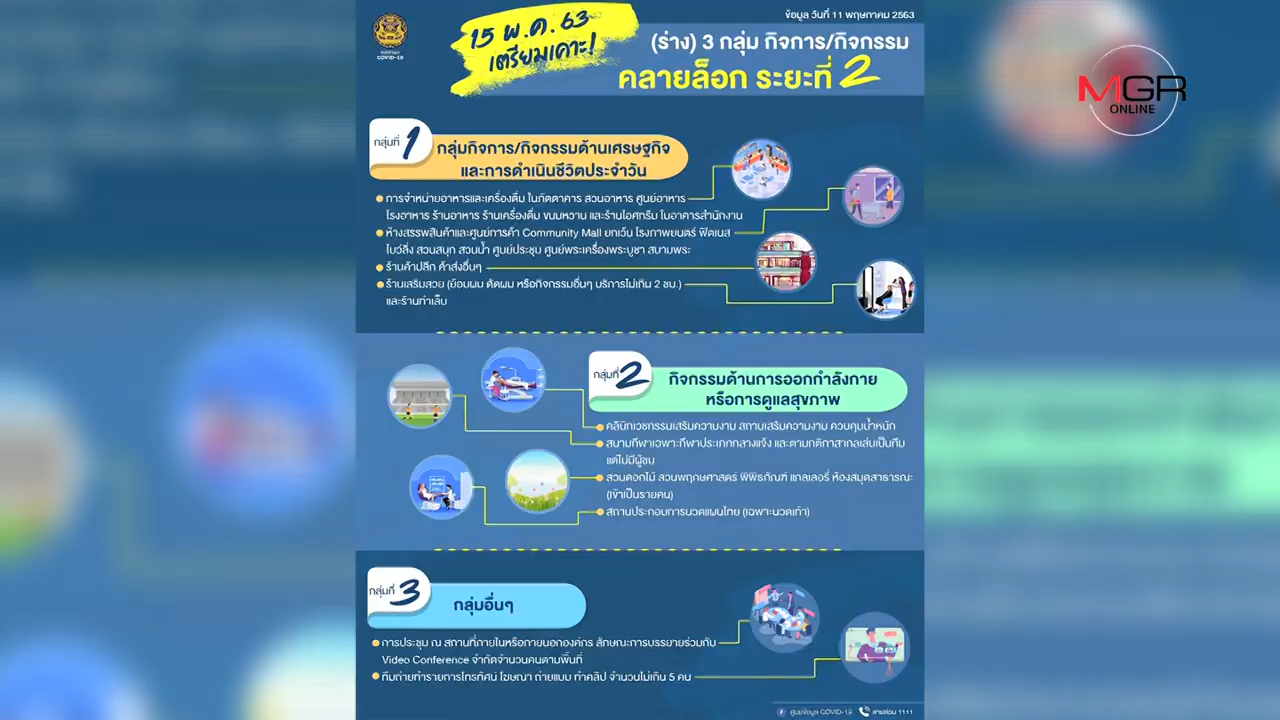 ข้อมูล วันที่ 11 พฤษภาคม 2563
COVID-19
15 พ.ค. 63
เตรียมเคาะ!
(ร่าง) 3 กลุ่ม กิจการ/กิจกรรม
คลายล็อก ระยะที่ 2
MGR
ONLINE
กลุ่มที่ 1
กลุ่มกิจการ/กิจกรรมด้านเศรษฐกิจ
และการดำเนินชีวิตประจำวัน
การจำหน่ายอาหารและเครื่องดื่ม ในภัตตาคาร สวนอาหาร ศูนย์อาหาร
โรงอาหาร ร้านอาหาร ร้านเครื่องดื่ม ขนมหวาน และร้านไอศกรีม ในอาคารสำนักงาน
ห้างสรรพสินค้าและศูนย์การค้า Community Mall ยกเว้น โรงภาพยนตร์ ฟิตเนส
โบว์ลิ่ง สวนสนุก สวนน้ำ ศูนย์ประชุม ศูนย์พระเครื่องพระบูชา สนามพระ
ร้านค้าปลีก ค้าส่งอื่นๆ
ร้านเสริมสวย (ย้อมผม ดัดผม หรือกิจกรรมอื่นๆ บริการไม่เกิน 2 ชม.)
และร้านทำเล็บ
กลุ่มที่ 2
กิจกรรมด้านการออกกำลังกาย
หรือการดูแลสุขภาพ
คลินิกเวชกรรมเสริมความงาม สถานเสริมความงาม ควบคุมน้ำหนัก
สนามกีฬาเฉพาะกีฬาประเภทกลางแจ้ง และตามกติกาสากลเล่นเป็นทีม
แต่ไม่มีผู้ชม
สวนดอกไม้ สวนพฤกษศาสตร์ พิพิธภัณฑ์ แกลเลอรี่ ห้องสมุดสาธารณะ
(เข้าเป็นรายคน)
สถานประกอบการนวดแผนไทย (เฉพาะนวดเท้า)
กลุ่มที่ 3
กลุ่มอื่นๆ
การประชุม ณ สถานที่ภายในหรือภายนอกองค์กร ลักษณะการบรรยายร่วมกับ
Video Conference จำกัดจำนวนคนตามพื้นที่
ทีมถ่ายทำรายการโทรทัศน์ โฆษณา ถ่ายแบบ ทำคลิป จำนวนไม่เกิน 5 คน
ศูนย์ข้อมูล COVID-19 สายด่วน 1111